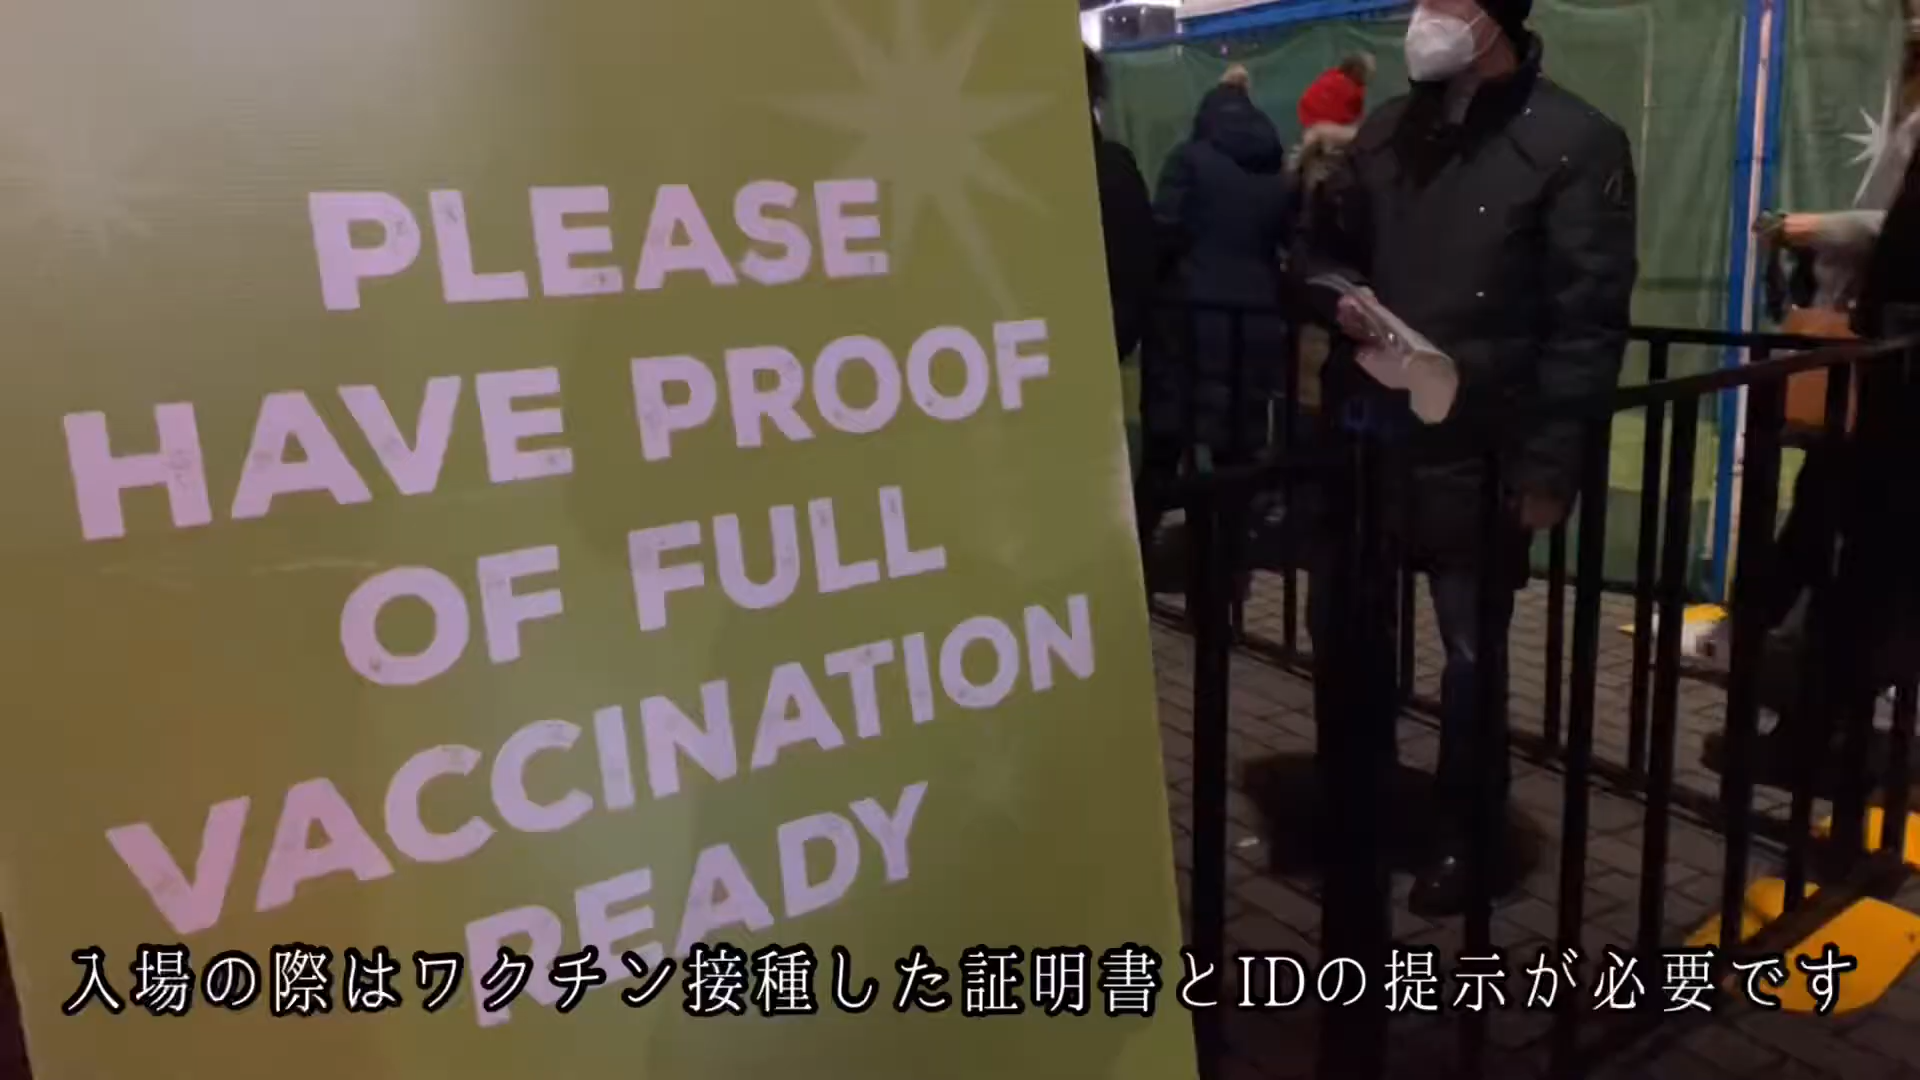 PLEASE
HAVE PROOF
OF FULL
VACCINATION
READY
入場の際はワクチン接種した証明書とIDの提示が必要です